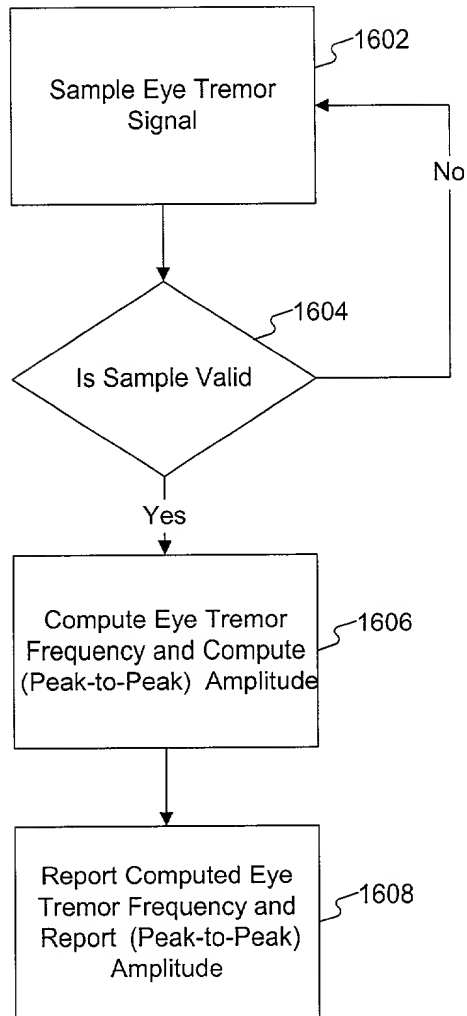 1602
Sample Eye Tremor
Signal
No
1604
Is Sample Valid
Yes
Compute Eye Tremor
Frequency and Compute
(Peak-to-Peak) Amplitude
1606
Report Computed Eye
Tremor Frequency and
Report (Peak-to-Peak)
Amplitude
1608